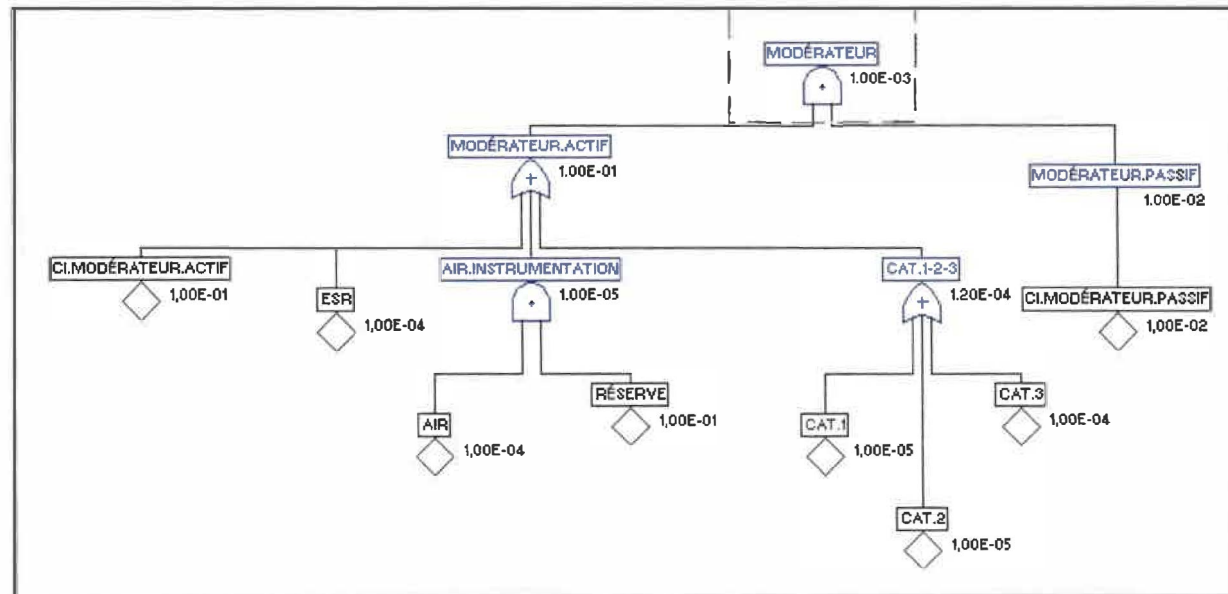 MODÉRATEUR
1.00E-03
MODÉRATEUR.ACTIF
1.00E-01
MODÉRATEUR.PASSIF
1.00E-02
CI.MODÉRATEUR.ACTIF
1,00E-01
ESR
1,00E-04
AIR.INSTRUMENTATION
1.00E-05
CAT.1-2-3
1.20E-04
CI.MODÉRATEUR.PASSIF
1,00E-02
AIR
1,00E-04
RÉSERVE
1,00E-01
CAT.1
1,00E-05
CAT.3
1,00E-04
CAT.2
1,00E-05